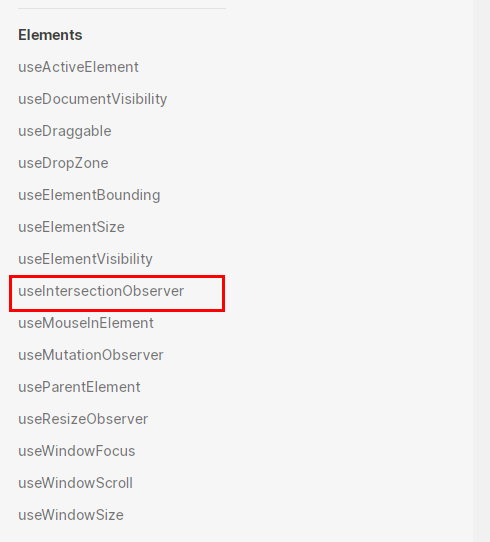 Elements
useActiveElement
useDocumentVisibility
useDraggable
useDropZone
useElementBounding
useElementSize
useElementVisibility
useIntersectionObserver
useMouseInElement
useMutationObserver
useParentElement
useResizeObserver
useWindowFocus
useWindowScroll
useWindowSize